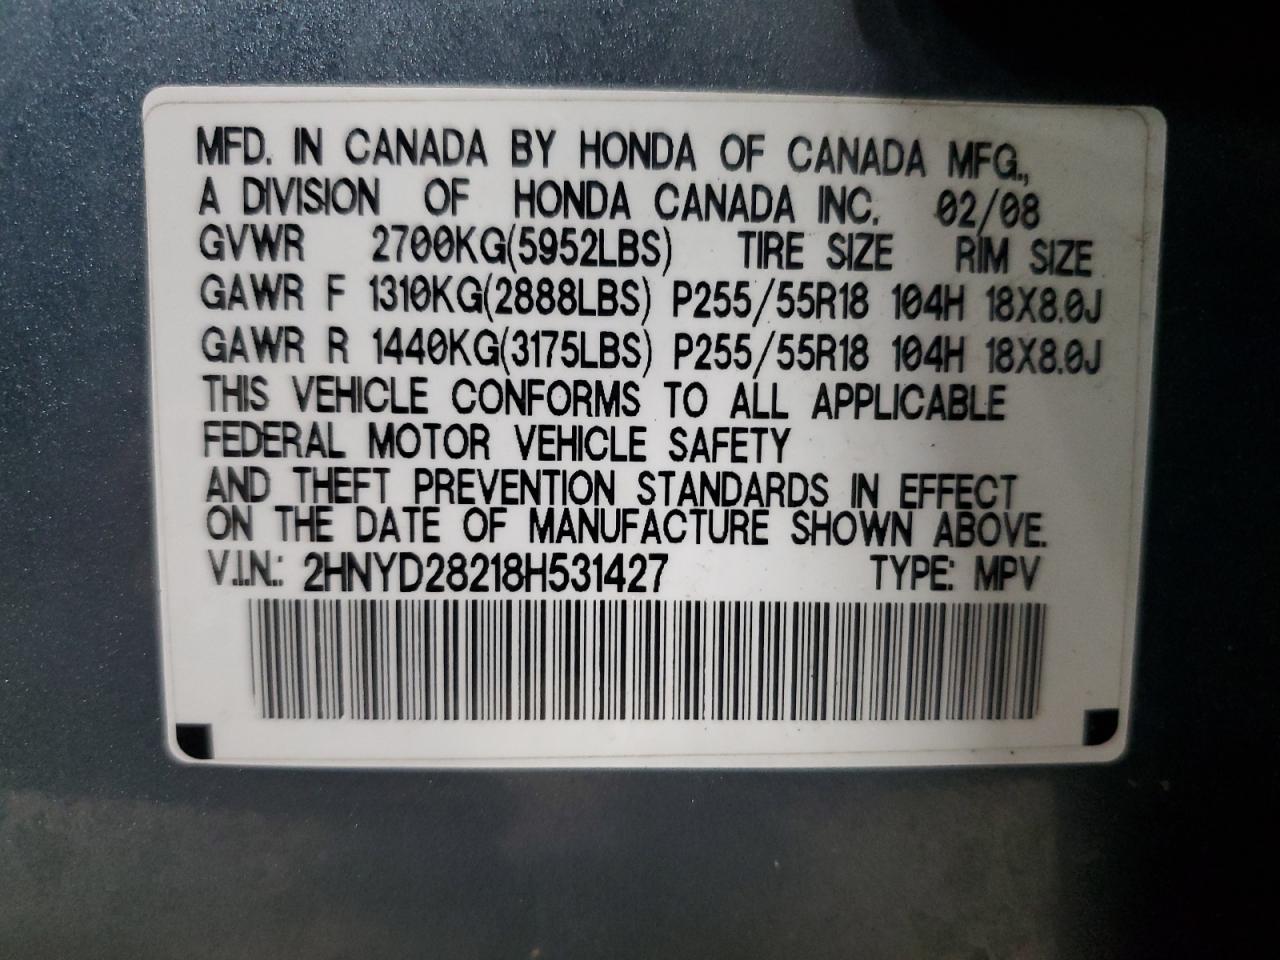 MFD. IN CANADA BY HONDA OF CANADA MFG.,
A DIVISION OF HONDA CANADA INC. 02/08
GVWR 2700KG(5952LBS) TIRE SIZE RIM SIZE
GAWR F 1310KG(2888LBS) P255/55R18 104H 18X8.0J
GAWR R 1440KG(3175LBS) P255/55R18 104H 18X8.0J
THIS VEHICLE CONFORMS TO ALL APPLICABLE
FEDERAL MOTOR VEHICLE SAFETY
AND THEFT PREVENTION STANDARDS IN EFFECT
ON THE DATE OF MANUFACTURE SHOWN ABOVE.
V.I.N.: 2HNYD28218H531427 TYPE: MPV